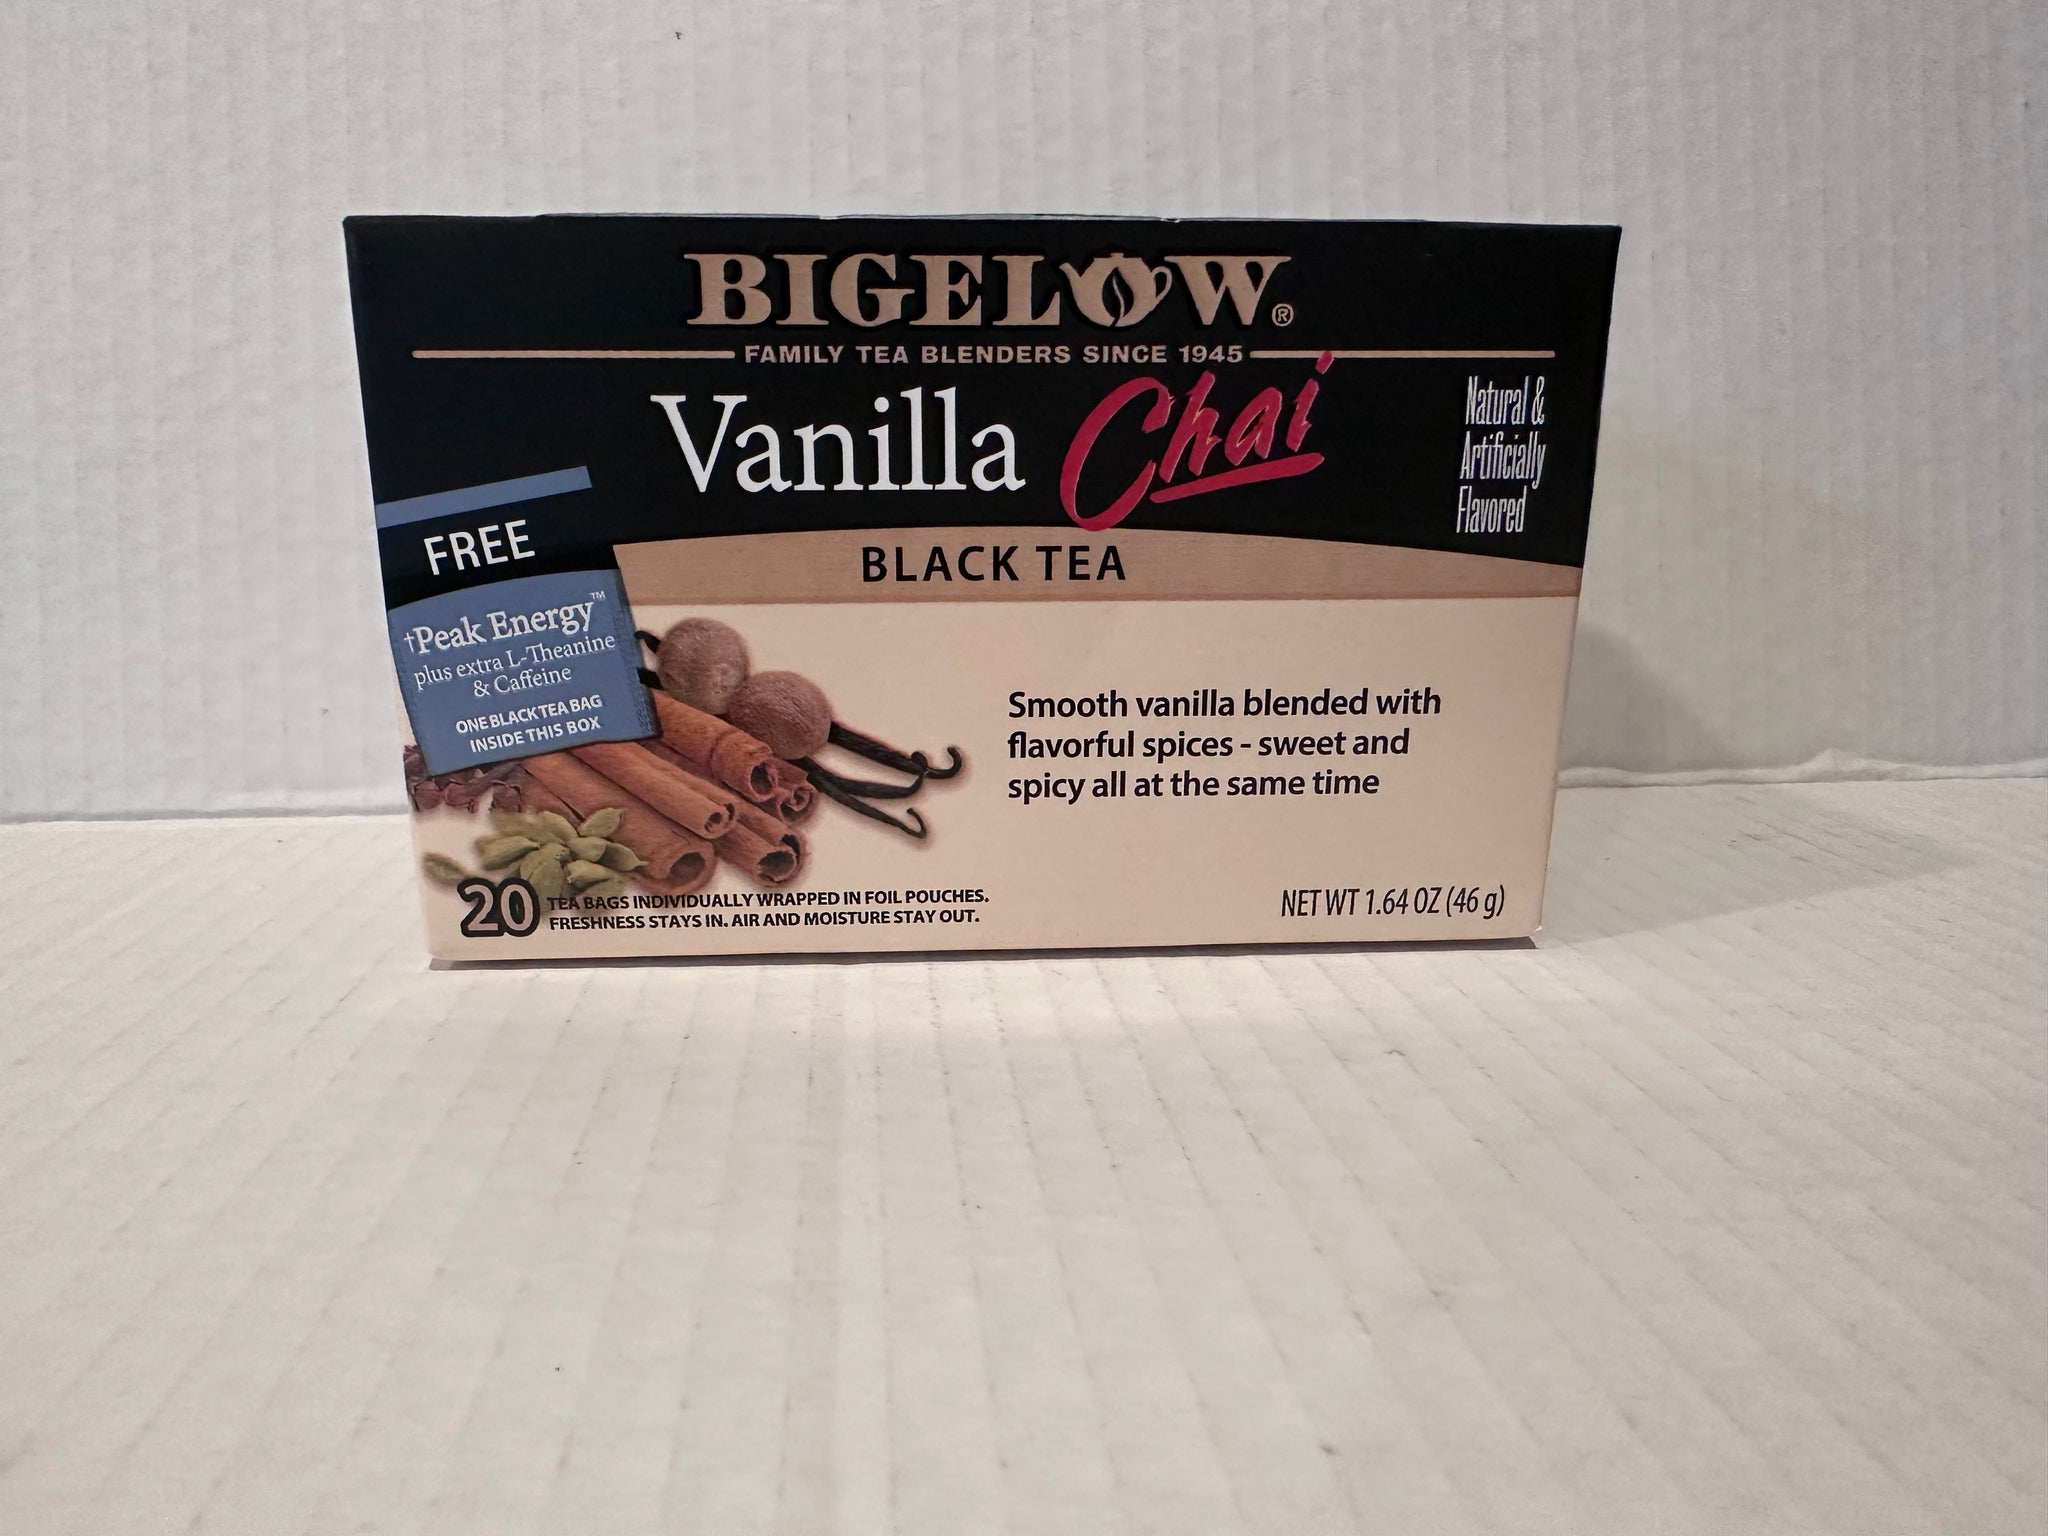 BIGELOW®
FAMILY TEA BLENDERS SINCE 1945
Vanilla Chai
Natural &
Artificially
Flavored
BLACK TEA
FREE
†Peak Energy™
plus extra L-Theanine
& Caffeine
ONE BLACK TEA BAG
INSIDE THIS BOX
Smooth vanilla blended with
flavorful spices - sweet and
spicy all at the same time
20 TEA BAGS INDIVIDUALLY WRAPPED IN FOIL POUCHES.
FRESHNESS STAYS IN. AIR AND MOISTURE STAY OUT.
NET WT 1.64 OZ (46 g)